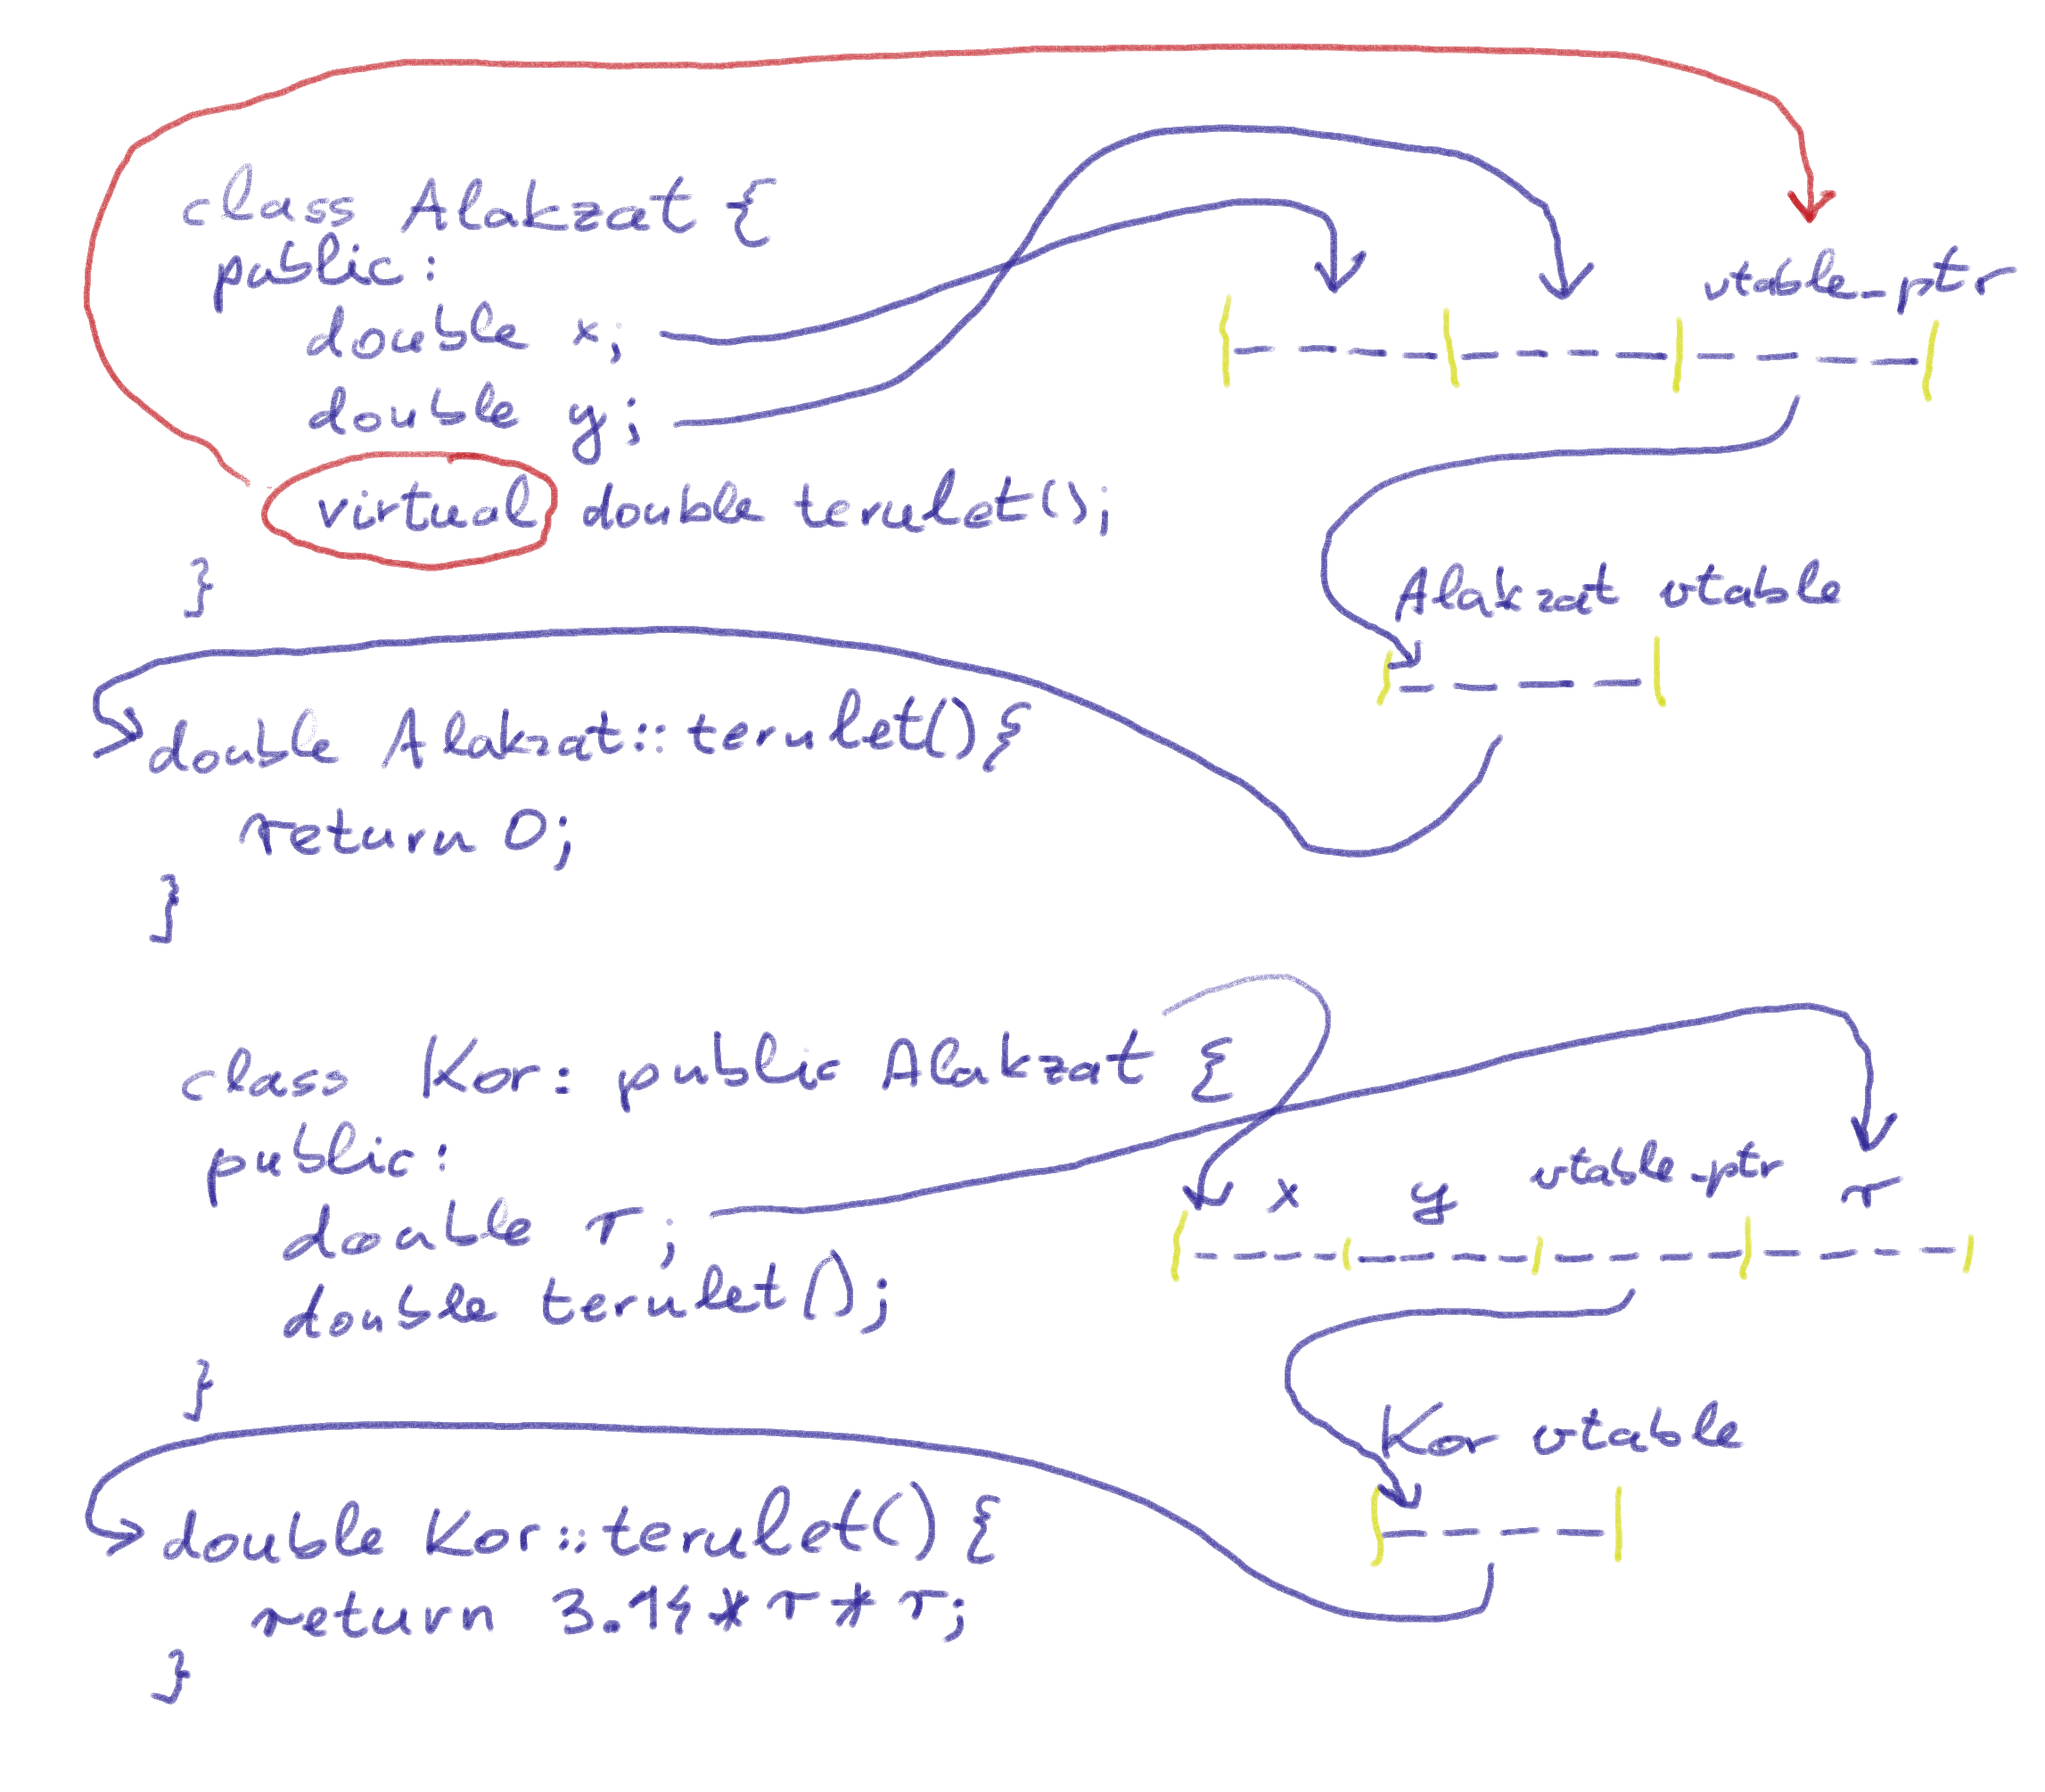 class Alakzat {
public:
double x;
double y;
virtual double terulet();
}
vtable_ptr
Alakzat vtable
double Alakzat::terulet(){
return 0;
}
class Kor: public Alakzat {
public:
double r;
double terulet();
}
x y vtable_ptr r
Kor vtable
double Kor::terulet() {
return 3.14*r*r;
}